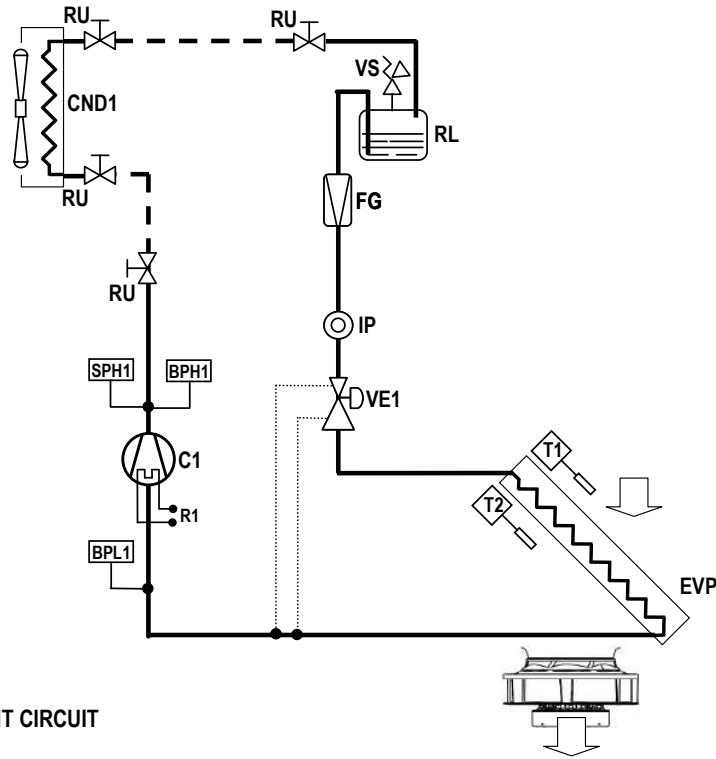 RU
RU
VS
CND1
RL
RU
FG
RU
IP
SPH1
BPH1
VE1
C1
T1
R1
T2
BPL1
EVP
IT CIRCUIT